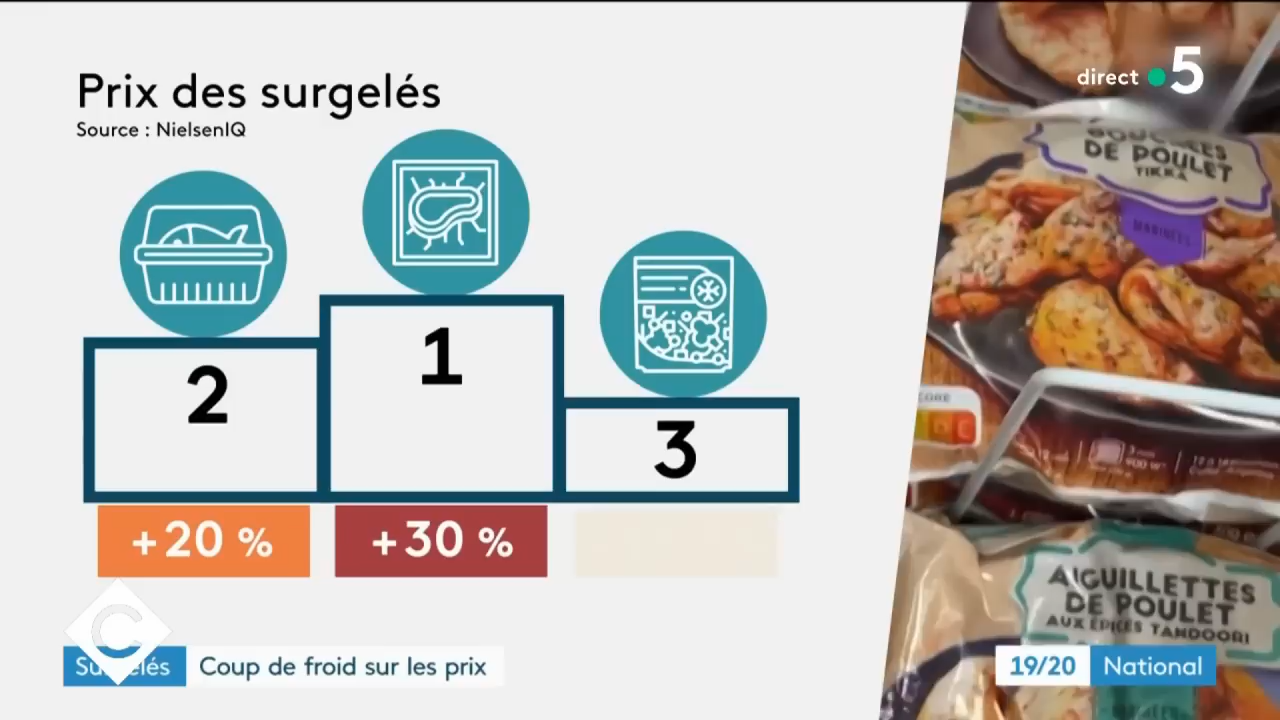 Prix des surgelés
Source : NielsenIQ
direct 5
2
1
3
+20 %
+30 %
C
Surgelés
Coup de froid sur les prix
19/20
National
DE POULET
TIKKA
AIGUILLETTES
DE POULET
AUX ÉPICES TANDOORI